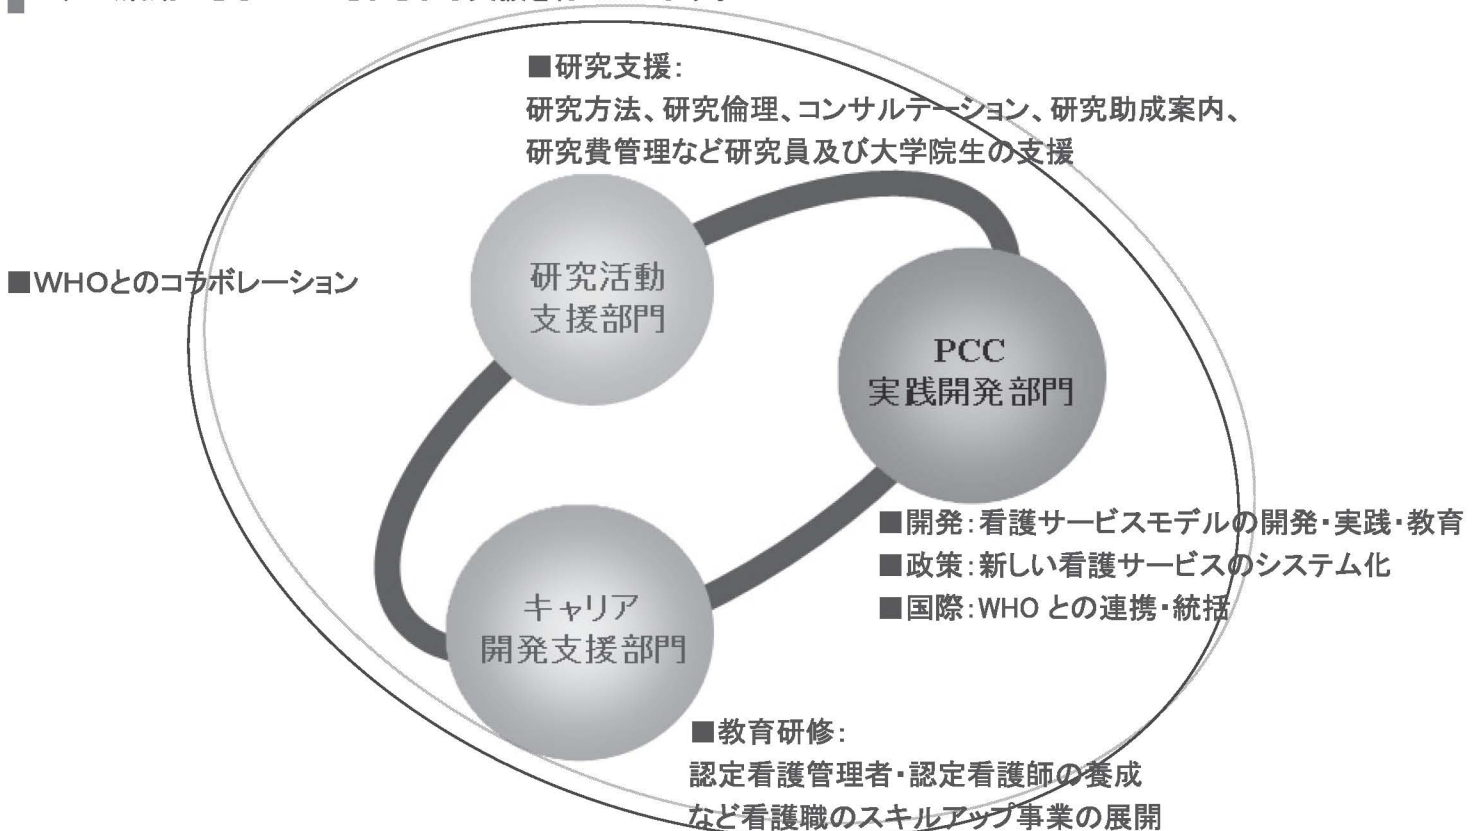 ■研究支援:
研究方法、研究倫理、コンサルテーション、研究助成案内、
研究費管理など研究員及び大学院生の支援
■WHOとのコラボレーション
研究活動
支援部門
PCC
実践開発部門
■開発:看護サービスモデルの開発・実践・教育
■政策:新しい看護サービスのシステム化
■国際:WHO との連携・統括
キャリア
開発支援部門
■教育研修:
認定看護管理者・認定看護師の養成
など看護職のスキルアップ事業の展開